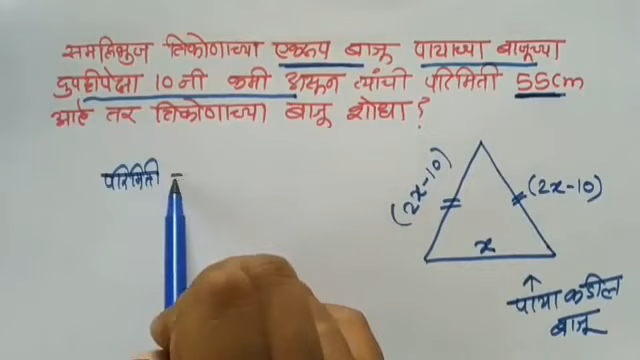 समद्विभुज त्रिकोणाच्या एकरूप बाजू पायाच्या बाजूच्या
दुपटीपेक्षा 10 नी कमी असून त्यांची परिमिती 55cm
आहे तर त्रिकोणाच्या बाजू शोधा ?
परिमिती =
(2x-10)
(2x-10)
x
↑
पाया कडील
बाजू